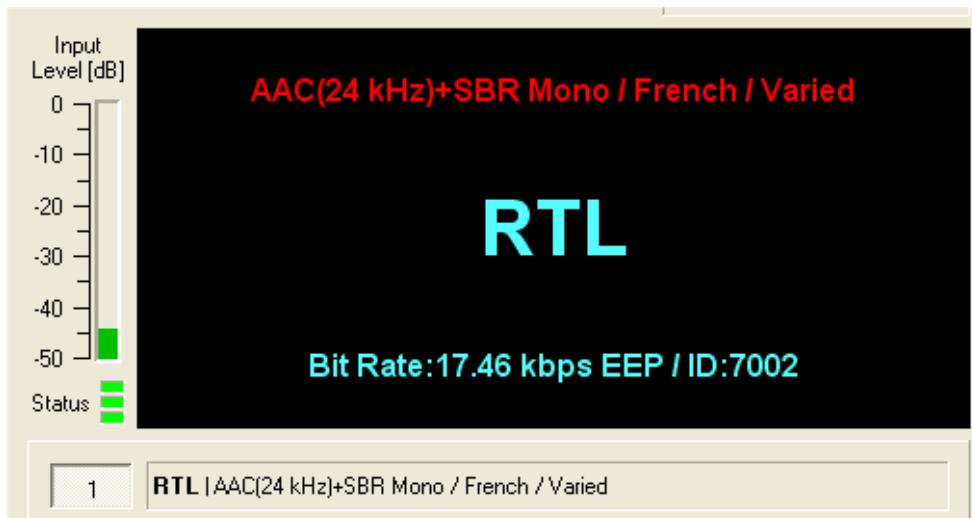 Input
Level [dB]
AAC(24 kHz)+SBR Mono / French / Varied
0
-10
-20
RTL
-30
-40
-50
Bit Rate:17.46 kbps EEP / ID:7002
Status
1
RTL | AAC(24 kHz)+SBR Mono / French / Varied